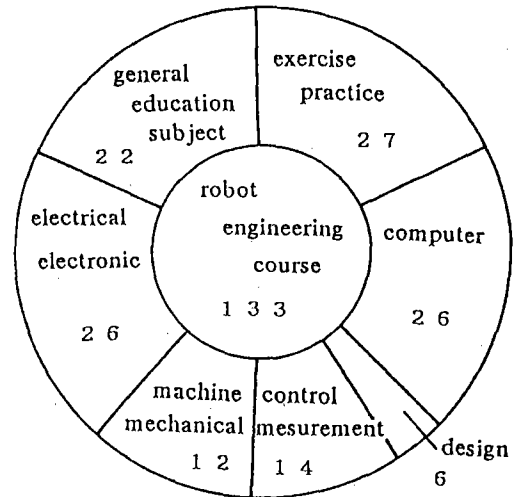 general
education
subject
2 2
exercise
practice
2 7
robot
engineering
course
1 3 3
electrical
electronic
2 6
computer
2 6
machine
mechanical
1 2
control
mesurement
1 4
design
6